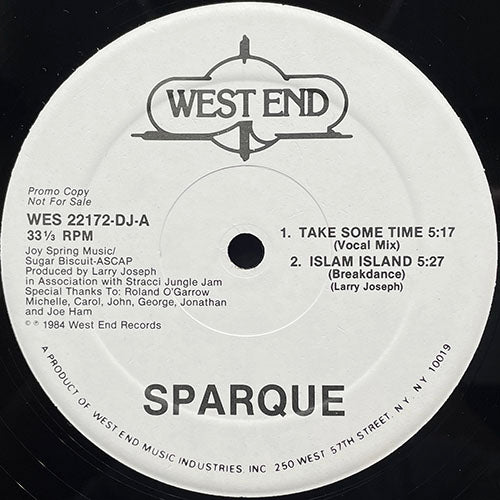 WEST END
Promo Copy
Not For Sale
WES 22172-DJ-A
33⅓ RPM
Joy Spring Music/
Sugar Biscuit-ASCAP
Produced by Larry Joseph
in Association with Stracci Jungle Jam
Special Thanks To: Roland O'Garrow
Michelle, Carol, John, George, Jonathan
and Joe Ham
© ℗ 1984 West End Records
1. TAKE SOME TIME 5:17
(Vocal Mix)
2. ISLAM ISLAND 5:27
(Breakdance)
(Larry Joseph)
SPARQUE
A PRODUCT OF WEST END MUSIC INDUSTRIES, INC. 250 WEST 57TH STREET, N.Y. NY 10019